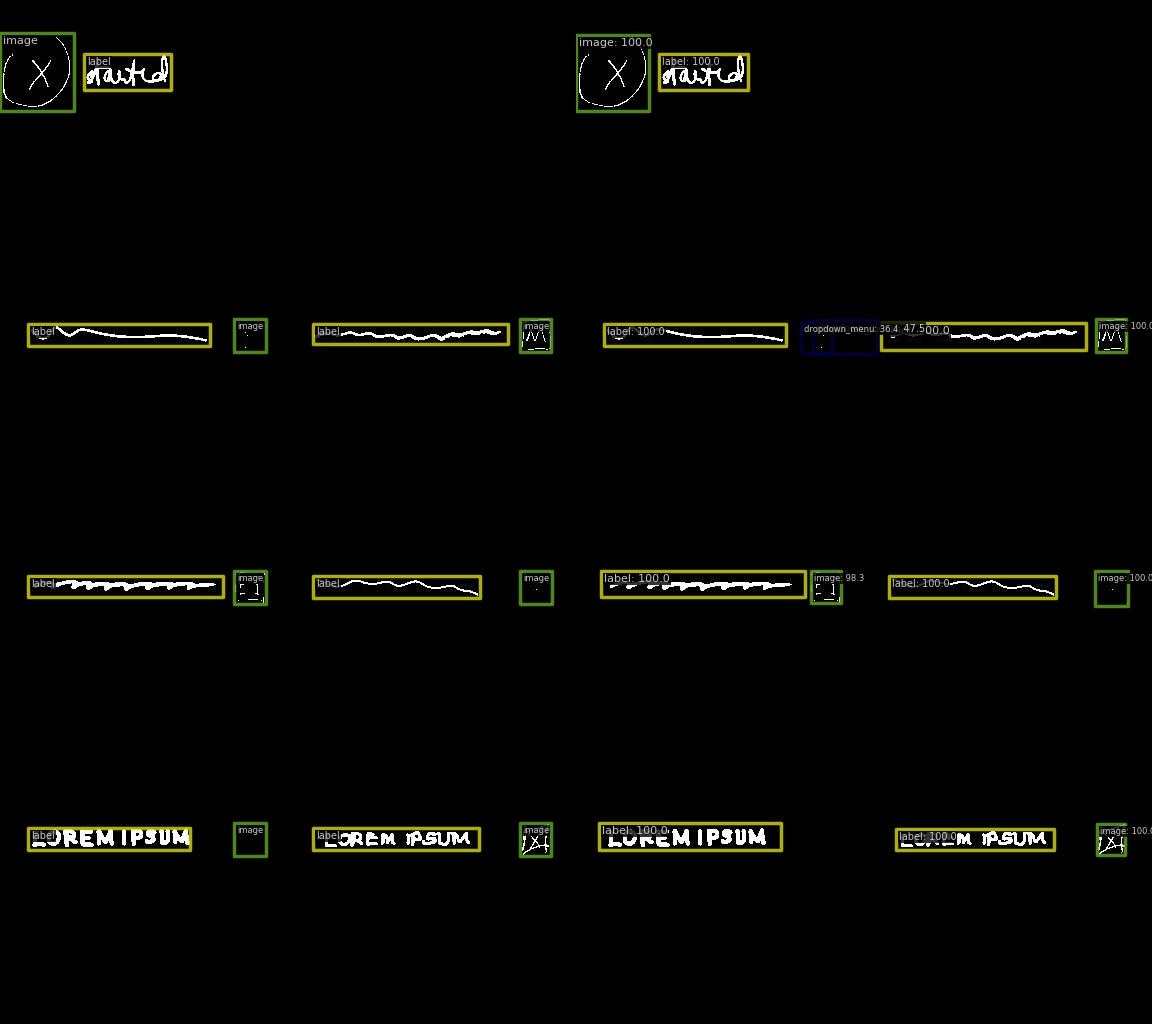 image image: 100.0
label label: 100.0
started started
label image label image label: 100.0 dropdown_menu: 36.4 47.5 00.0 image: 100.0
label image label image label: 100.0 image: 98.3 label: 100.0 image: 100.0
label image label image label: 100.0 label: 100.0 image: 100.0
LOREM IPSUM LOREM IPSUM LOREM IPSUM LOREM IPSUM